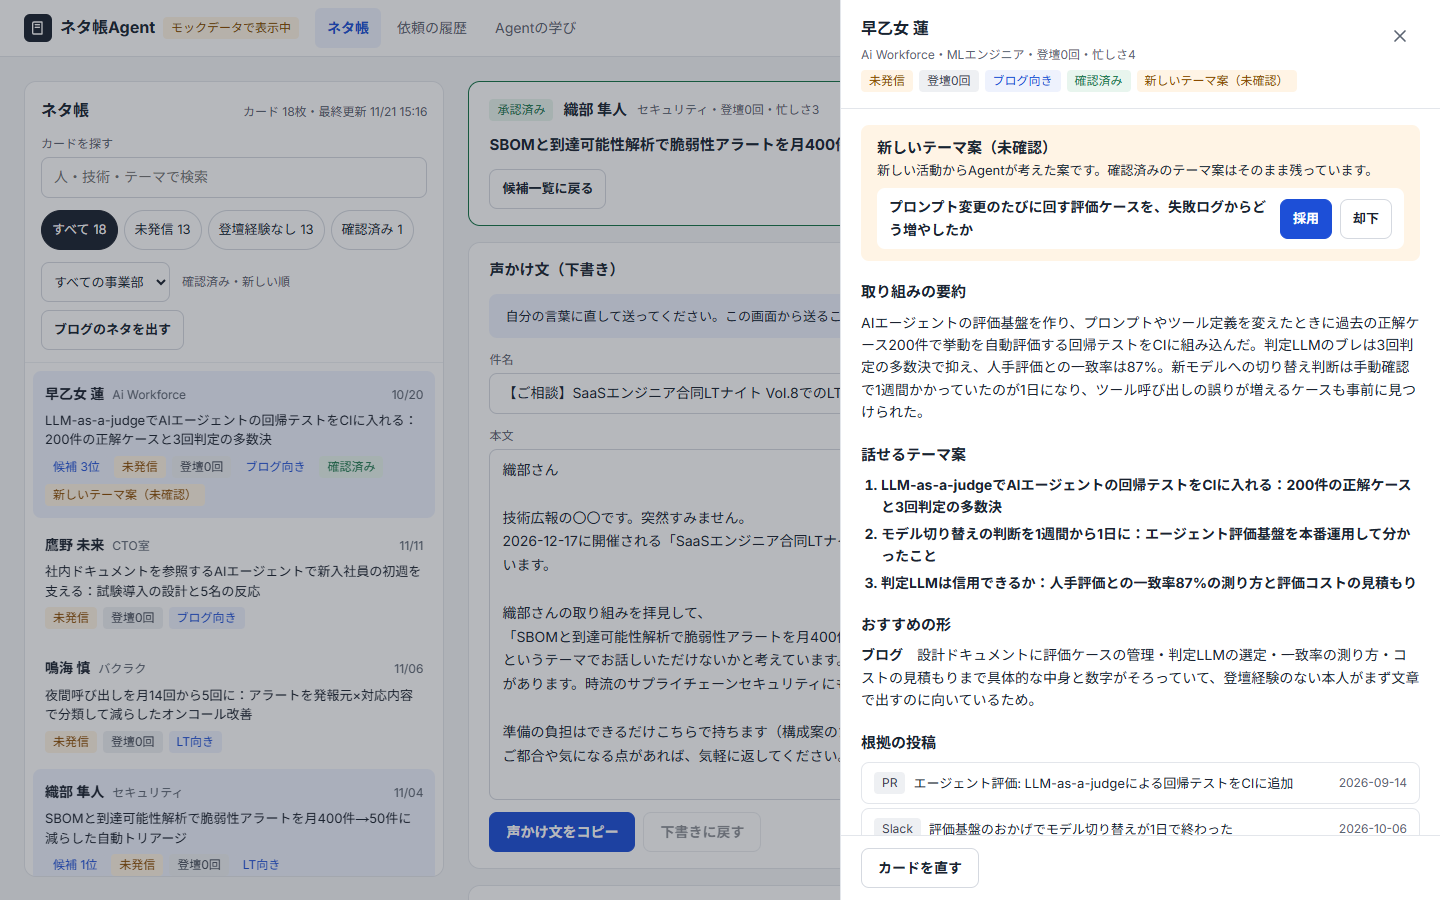 ネタ帳Agent
モックデータで表示中
ネタ帳
依頼の履歴
Agentの学び
ネタ帳
カード 18枚・最終更新 11/21 15:16
カードを探す
人・技術・テーマで検索
すべて 18
未発信 13
登壇経験なし 13
確認済み 1
すべての事業部
確認済み・新しい順
ブログのネタを出す
早乙女 蓮 Ai Workforce 10/20
LLM-as-a-judgeでAIエージェントの回帰テストをCIに入れる：
200件の正解ケースと3回判定の多数決
候補 3位
未発信
登壇0回
ブログ向き
確認済み
新しいテーマ案（未確認）
鷹野 未来 CTO室 11/11
社内ドキュメントを参照するAIエージェントで新入社員の初週を
支える：試験導入の設計と5名の反応
未発信
登壇0回
ブログ向き
鳴海 慎 バクラク 11/06
夜間呼び出しを月14回から5回に：アラートを発報元×対応内容
で分類して減らしたオンコール改善
未発信
登壇0回
LT向き
織部 隼人 セキュリティ 11/04
SBOMと到達可能性解析で脆弱性アラートを月400件→50件に
減らした自動トリアージ
候補 1位
未発信
登壇0回
LT向き
承認済み
織部 隼人 セキュリティ・登壇0回・忙しさ3
SBOMと到達可能性解析で脆弱性アラートを月400件
候補一覧に戻る
声かけ文（下書き）
自分の言葉に直して送ってください。この画面から送るこ
件名
【ご相談】SaaSエンジニア合同LTナイト Vol.8でのLT
本文
織部さん
技術広報の〇〇です。突然すみません。
2026-12-17に開催される「SaaSエンジニア合同LTナイ
います。
織部さんの取り組みを拝見して、
「SBOMと到達可能性解析で脆弱性アラートを月400件
というテーマでお話しいただけないかと考えています。
があります。時流のサプライチェーンセキュリティにも
準備の負担はできるだけこちらで持ちます（構成案の
ご都合や気になる点があれば、気軽に返してください。
声かけ文をコピー
下書きに戻す
早乙女 蓮
Ai Workforce・MLエンジニア・登壇0回・忙しさ4
未発信
登壇0回
ブログ向き
確認済み
新しいテーマ案（未確認）
新しいテーマ案（未確認）
新しい活動からAgentが考えた案です。確認済みのテーマ案はそのまま残っています。
プロンプト変更のたびに回す評価ケースを、失敗ログからど
う増やしたか
採用
却下
取り組みの要約
AIエージェントの評価基盤を作り、プロンプトやツール定義を変えたときに過去の正解ケ
ース200件で挙動を自動評価する回帰テストをCIに組み込んだ。判定LLMのブレは3回判
定の多数決で抑え、人手評価との一致率は87%。新モデルへの切り替え判断は手動確認
で1週間かかっていたのが1日になり、ツール呼び出しの誤りが増えるケースも事前に見つ
けられた。
話せるテーマ案
1. LLM-as-a-judgeでAIエージェントの回帰テストをCIに入れる：200件の正解ケース
と3回判定の多数決
2. モデル切り替えの判断を1週間から1日に：エージェント評価基盤を本番運用して分か
ったこと
3. 判定LLMは信用できるか：人手評価との一致率87%の測り方と評価コストの見積もり
おすすめの形
ブログ 設計ドキュメントに評価ケースの管理・判定LLMの選定・一致率の測り方・コ
ストの見積もりまで具体的な中身と数字がそろっていて、登壇経験のない本人がまず文章
で出すのに向いているため。
根拠の投稿
PR エージェント評価: LLM-as-a-judgeによる回帰テストをCIに追加 2026-09-14
Slack 評価基盤のおかげでモデル切り替えが1日で終わった 2026-10-06
カードを直す